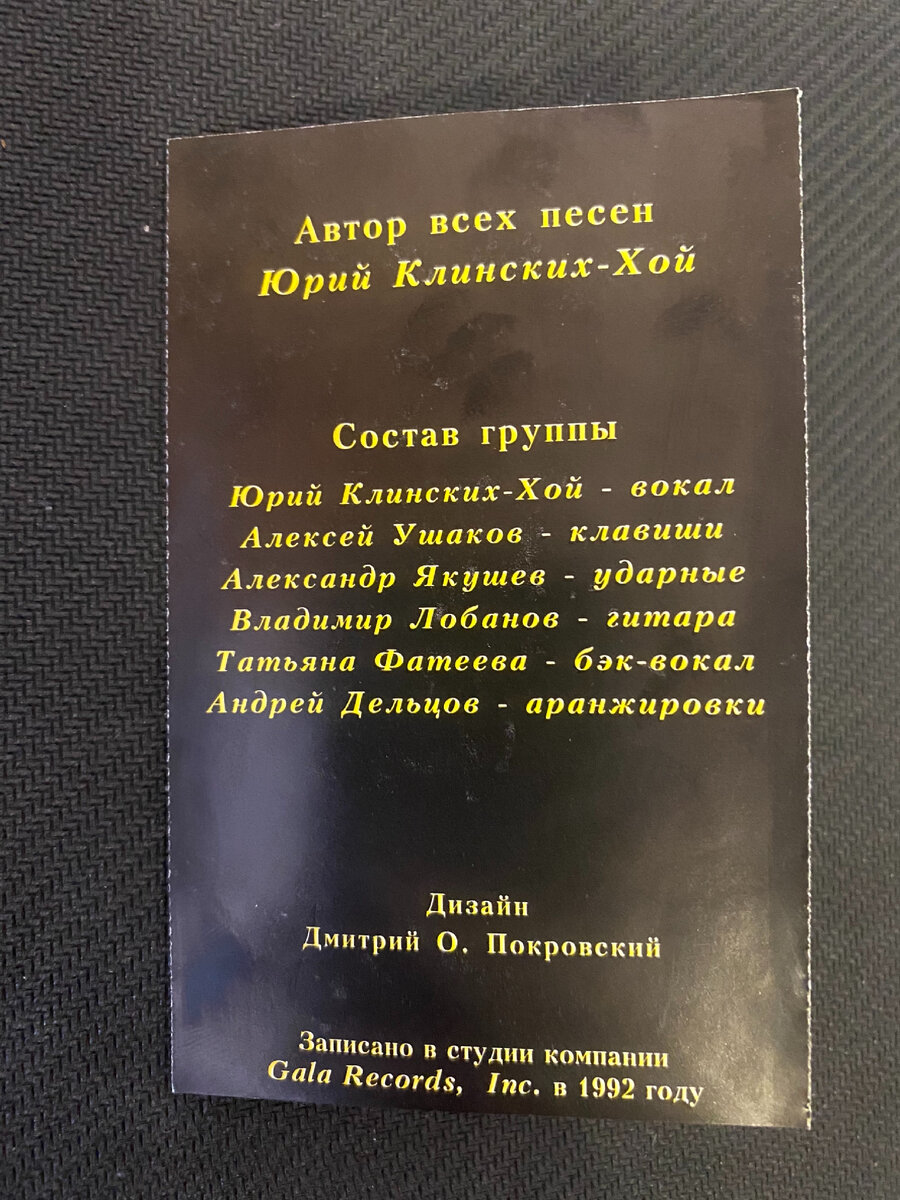 Автор всех песен
Юрий Клинских-Хой
Состав группы
Юрий Клинских-Хой - вокал
Алексей Ушаков - клавиши
Александр Якушев - ударные
Владимир Лобанов - гитара
Татьяна Фатеева - бэк-вокал
Андрей Дельцов - аранжировки
Дизайн
Дмитрий О. Покровский
Записано в студии компании
Gala Records, Inc. в 1992 году